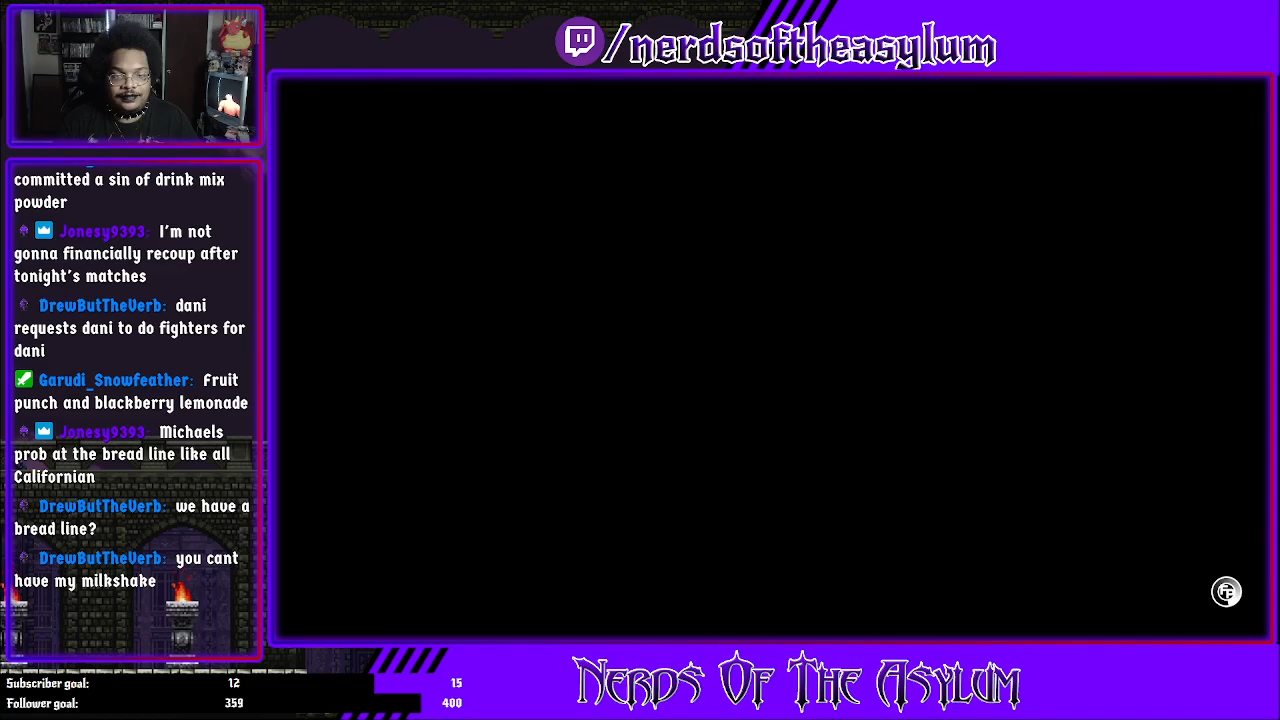 /nerdsoftheasylum
committed a sin of drink mix
powder
Jonesy9393: I'm not
gonna financially recoup after
tonight's matches
DrewButTheVerb: dani
requests dani to do fighters for
dani
Garudi_Snowfeather: Fruit
punch and blackberry lemonade
Jonesy9393: Michaels
prob at the bread line like all
Californian
DrewButTheVerb: we have a
bread line?
DrewButTheVerb: you cant
have my milkshake
Subscriber goal: 12 15
Follower goal: 359 400
Nerds Of The Asylum